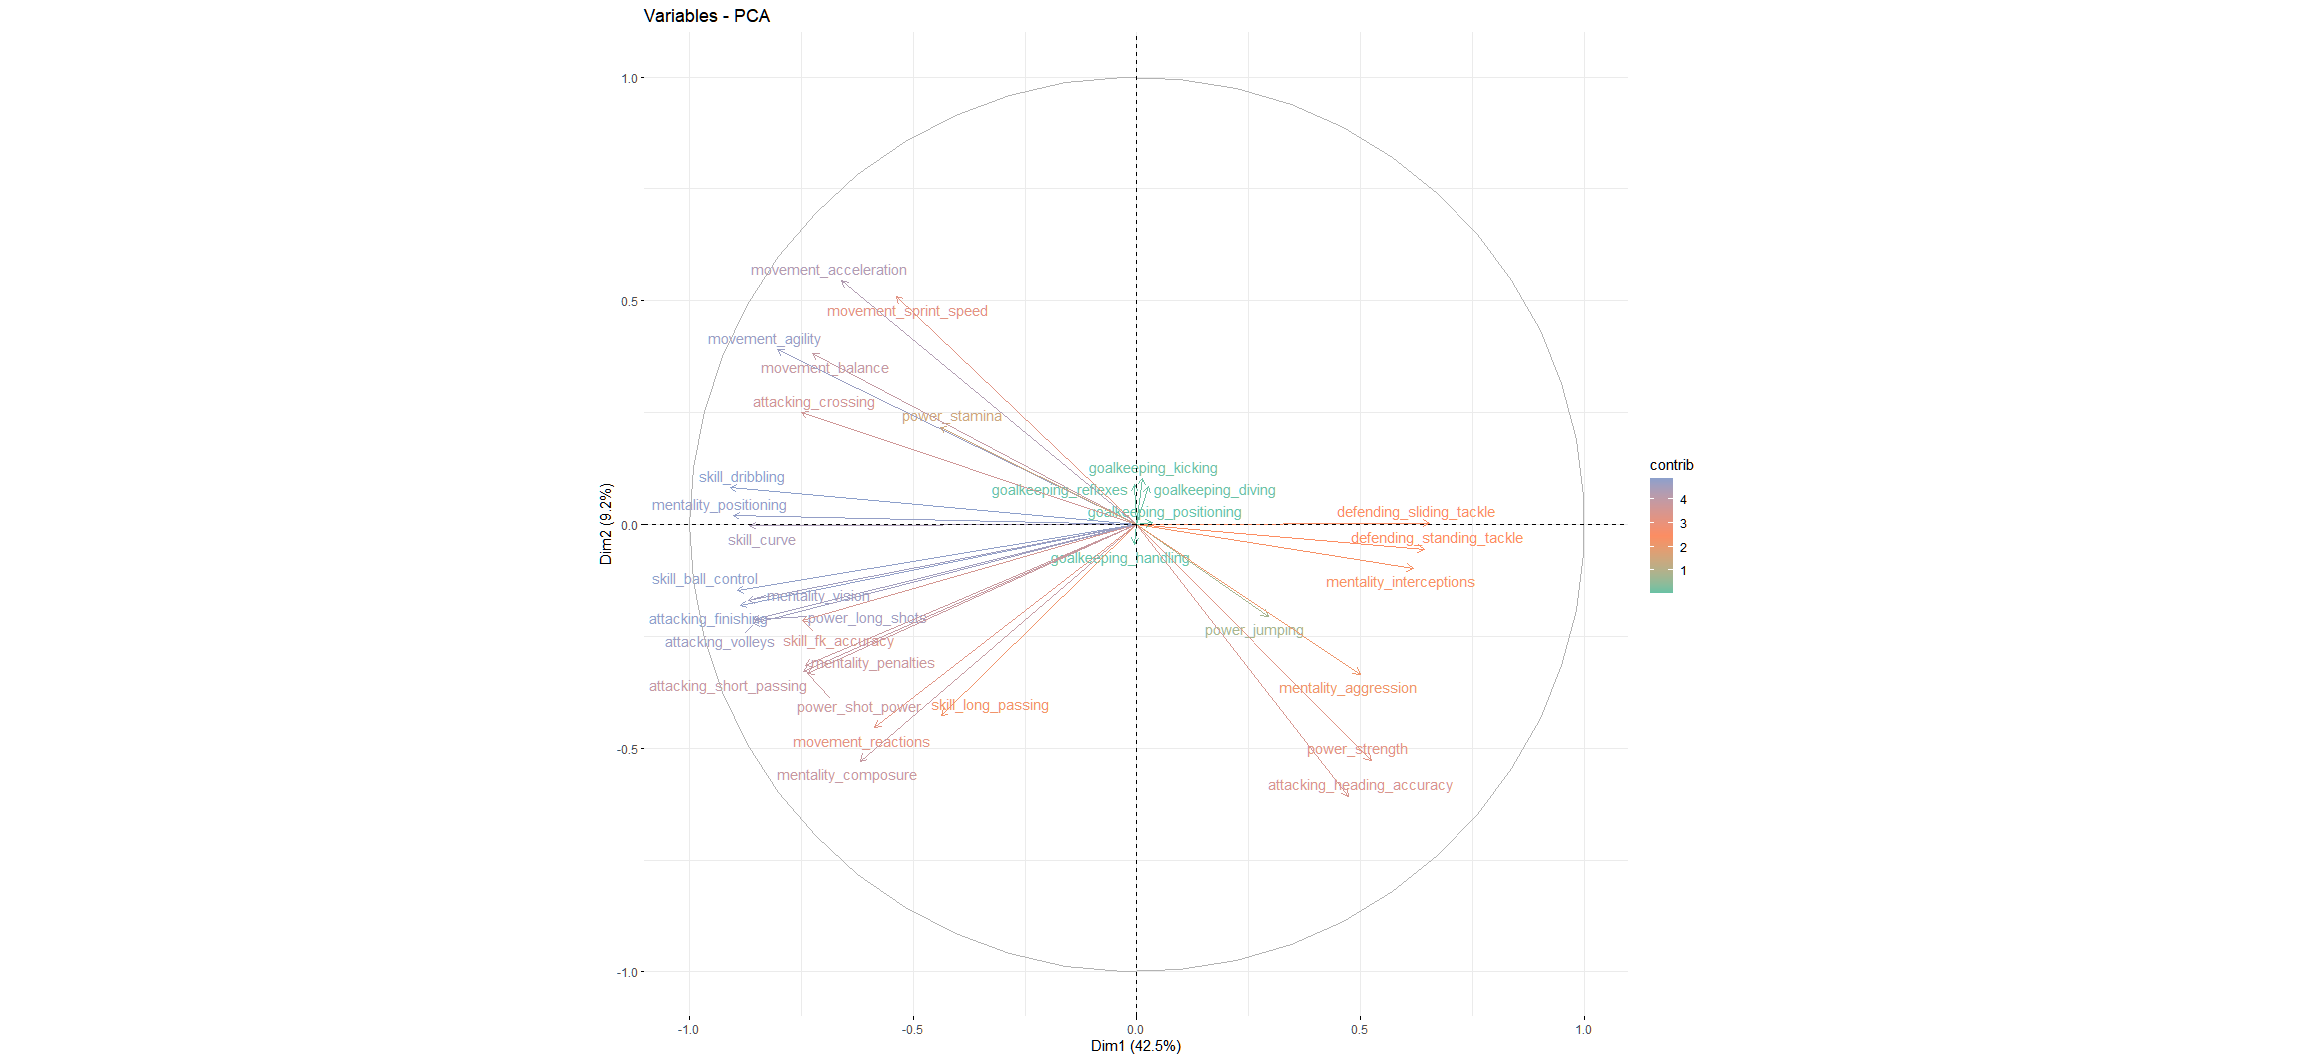 Variables - PCA
1.0
movement_acceleration
0.5
movement_sprint_speed
movement_agility
movement_balance
attacking_crossing
power_stamina
goalkeeping_kicking
contrib
skill_dribbling
goalkeeping_reflexes
goalkeeping_diving
4
mentality_positioning
goalkeeping_positioning
defending_sliding_tackle
3
Dim2 (9.2%)
0.0
skill_curve
defending_standing_tackle
2
goalkeeping_handling
1
skill_ball_control
mentality_interceptions
mentality_vision
attacking_finishing
power_long_shots
power_jumping
attacking_volleys
skill_fk_accuracy
mentality_penalties
attacking_short_passing
mentality_aggression
power_shot_power
skill_long_passing
movement_reactions
-0.5
power_strength
mentality_composure
attacking_heading_accuracy
-1.0
-1.0
-0.5
0.0
0.5
1.0
Dim1 (42.5%)